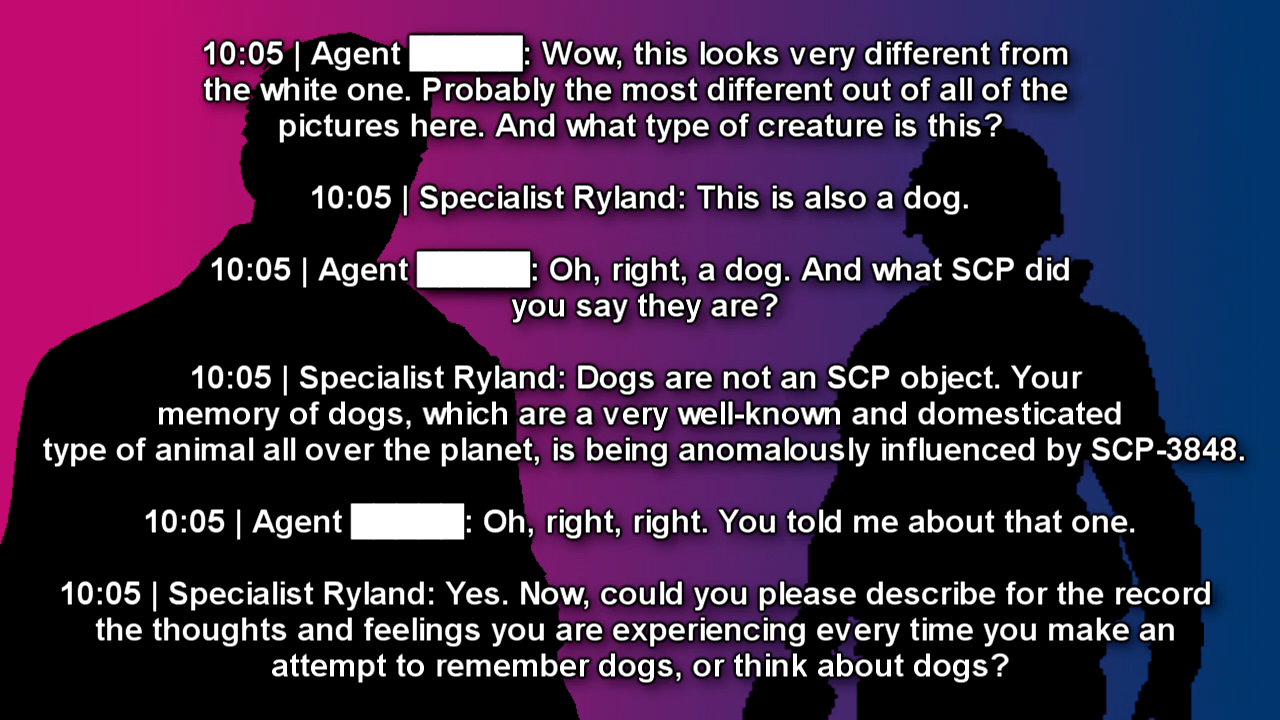 10:05 | Agent : Wow, this looks very different from
the white one. Probably the most different out of all of the
pictures here. And what type of creature is this?
10:05 | Specialist Ryland: This is also a dog.
10:05 | Agent : Oh, right, a dog. And what SCP did
you say they are?
10:05 | Specialist Ryland: Dogs are not an SCP object. Your
memory of dogs, which are a very well-known and domesticated
type of animal all over the planet, is being anomalously influenced by SCP-3848.
10:05 | Agent : Oh, right, right. You told me about that one.
10:05 | Specialist Ryland: Yes. Now, could you please describe for the record
the thoughts and feelings you are experiencing every time you make an
attempt to remember dogs, or think about dogs?